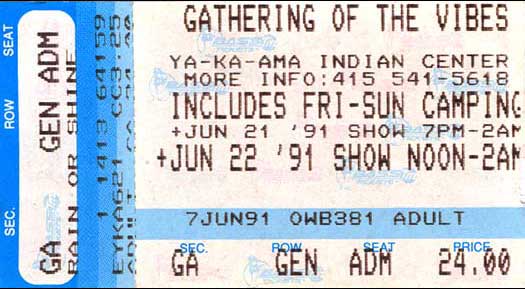 SEAT
ROW
SEC.
GEN ADM
GA
RAIN OR SHINE
1 1413 64159
EYKA621
ADULT
GATHERING OF THE VIBES
YA-KA-AMA INDIAN CENTER
MORE INFO:415 541-5618
INCLUDES FRI-SUN CAMPING
+JUN 21 '91 SHOW 7PM-2AM
+JUN 22 '91 SHOW NOON-2AM
7JUN91 OWB381 ADULT
SEC. ROW SEAT PRICE
GA GEN ADM 24.00